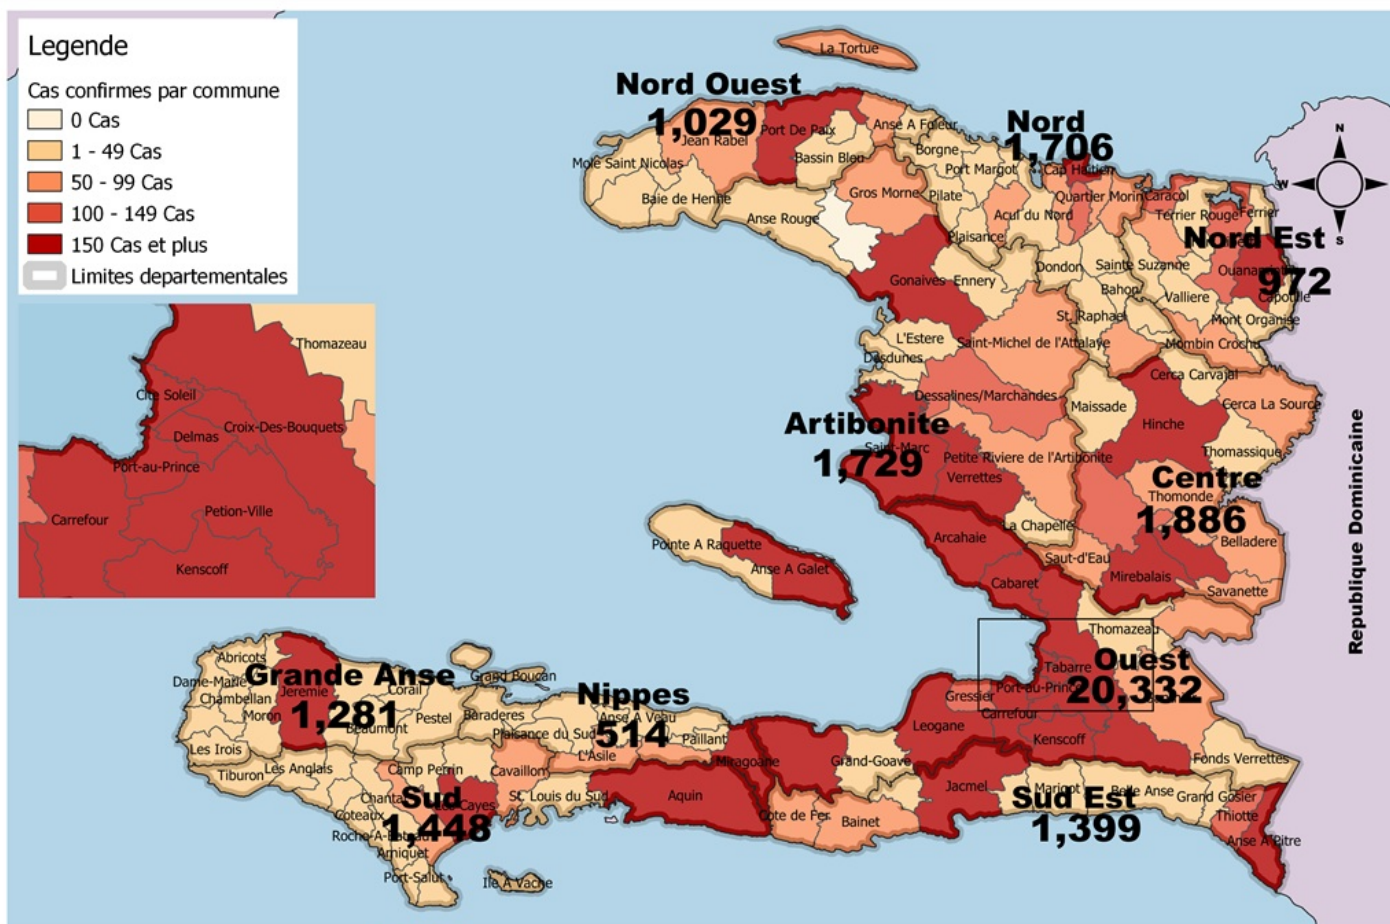 Legende
Cas confirmes par commune
0 Cas
1 - 49 Cas
50 - 99 Cas
100 - 149 Cas
150 Cas et plus
Limites departementales
N
W
S
Thomazeau
Cite Soleil
Delmas
Croix-Des-Bouquets
Port-au-Prince
Carrefour
Petion-Ville
Kenscoff
La Tortue
Nord Ouest
1,029
Jean Rabel
Port De Paix
Anse A Foleur
Mole Saint Nicolas
Bassin Bleu
Baie de Henne
Anse Rouge
Gros Morne
Nord
1,706
Borgne
Port Margot
Cap Haitien
Pilate
Quartier Morin
Caracol
Acul du Nord
Terrier Rouge
Ferrier
Plaisance
Nord Est
972
Capotille
Gonaives
Ennery
Dondon
Sainte Suzanne
Bahon
Valliere
St. Raphael
Mont Organise
L'Estere
Saint-Michel de l'Attalaye
Mombin Crochu
Desdunes
Cerca Carvajal
Dessalines/Marchandes
Maissade
Cerca La Source
Artibonite
1,729
Saint-Marc
Hinche
Petite Riviere de l'Artibonite
Verrettes
Thomassique
Centre
1,886
Thomonde
La Chapelle
Belladere
Arcahaie
Saut-d'Eau
Pointe A Raquette
Anse A Galet
Cabaret
Mirebalais
Savanette
Thomazeau
Republique Dominicaine
Ouest
20,332
Tabarre
Gressier
Port-au-Prince
Carrefour
Leogane
Kenscoff
Fonds Verrettes
Abricots
Grande Anse
1,281
Dame-Marie
Chambellan
Jeremie
Corail
Moron
Beaumont
Pestel
Les Irois
Grand Boucan
Nippes
514
Baraderes
Anse A Veau
Plaisance du Sud
Paillant
L'Asile
Miragoane
Grand-Goave
Tiburon
Les Anglais
Camp Perrin
Cavaillon
Sud
1,448
St. Louis du Sud
Aquin
Coteaux
Arniquet
Port-Salut
Ile A Vache
Cote de Fer
Bainet
Jacmel
Marigot
Belle Anse
Grand Gosier
Sud Est
1,399
Thiotte
Anse A Pitre